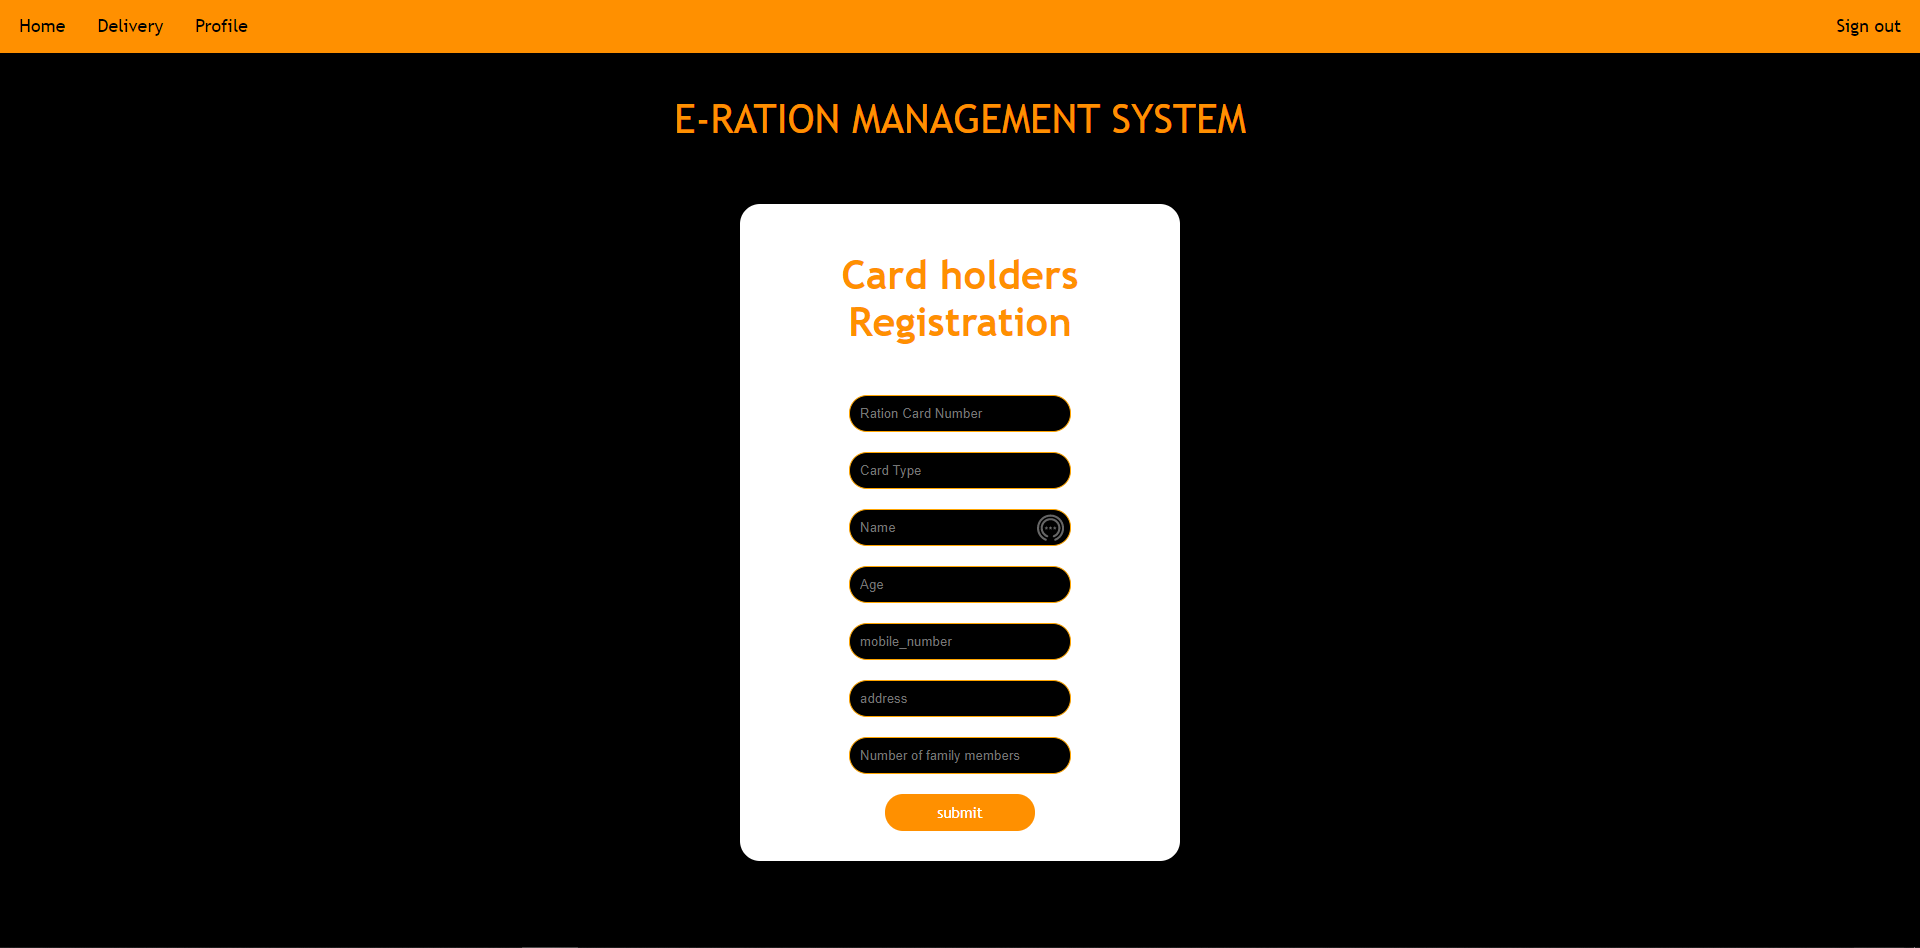 Home Delivery Profile Sign out
E-RATION MANAGEMENT SYSTEM
Card holders
Registration
Ration Card Number
Card Type
Name
Age
mobile_number
address
Number of family members
submit